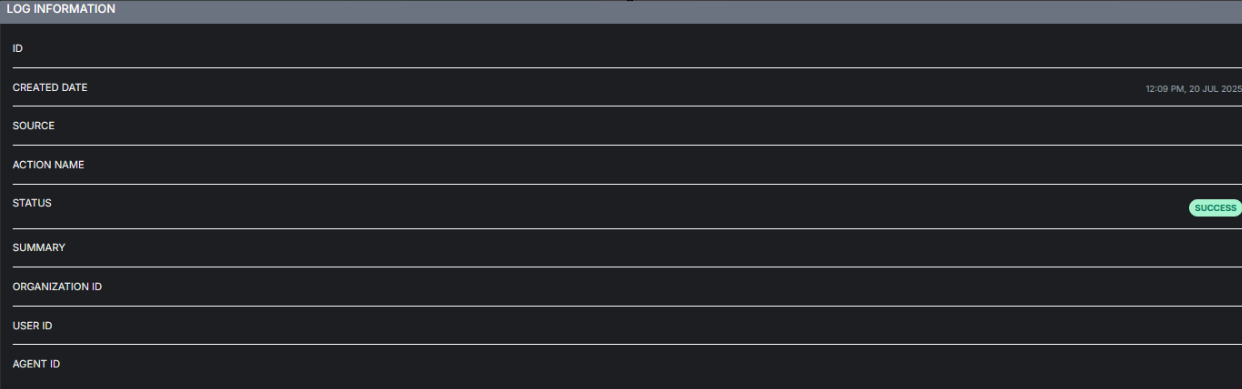 LOG INFORMATION
ID
CREATED DATE 12:09 PM, 20 JUL 2025
SOURCE
ACTION NAME
STATUS SUCCESS
SUMMARY
ORGANIZATION ID
USER ID
AGENT ID